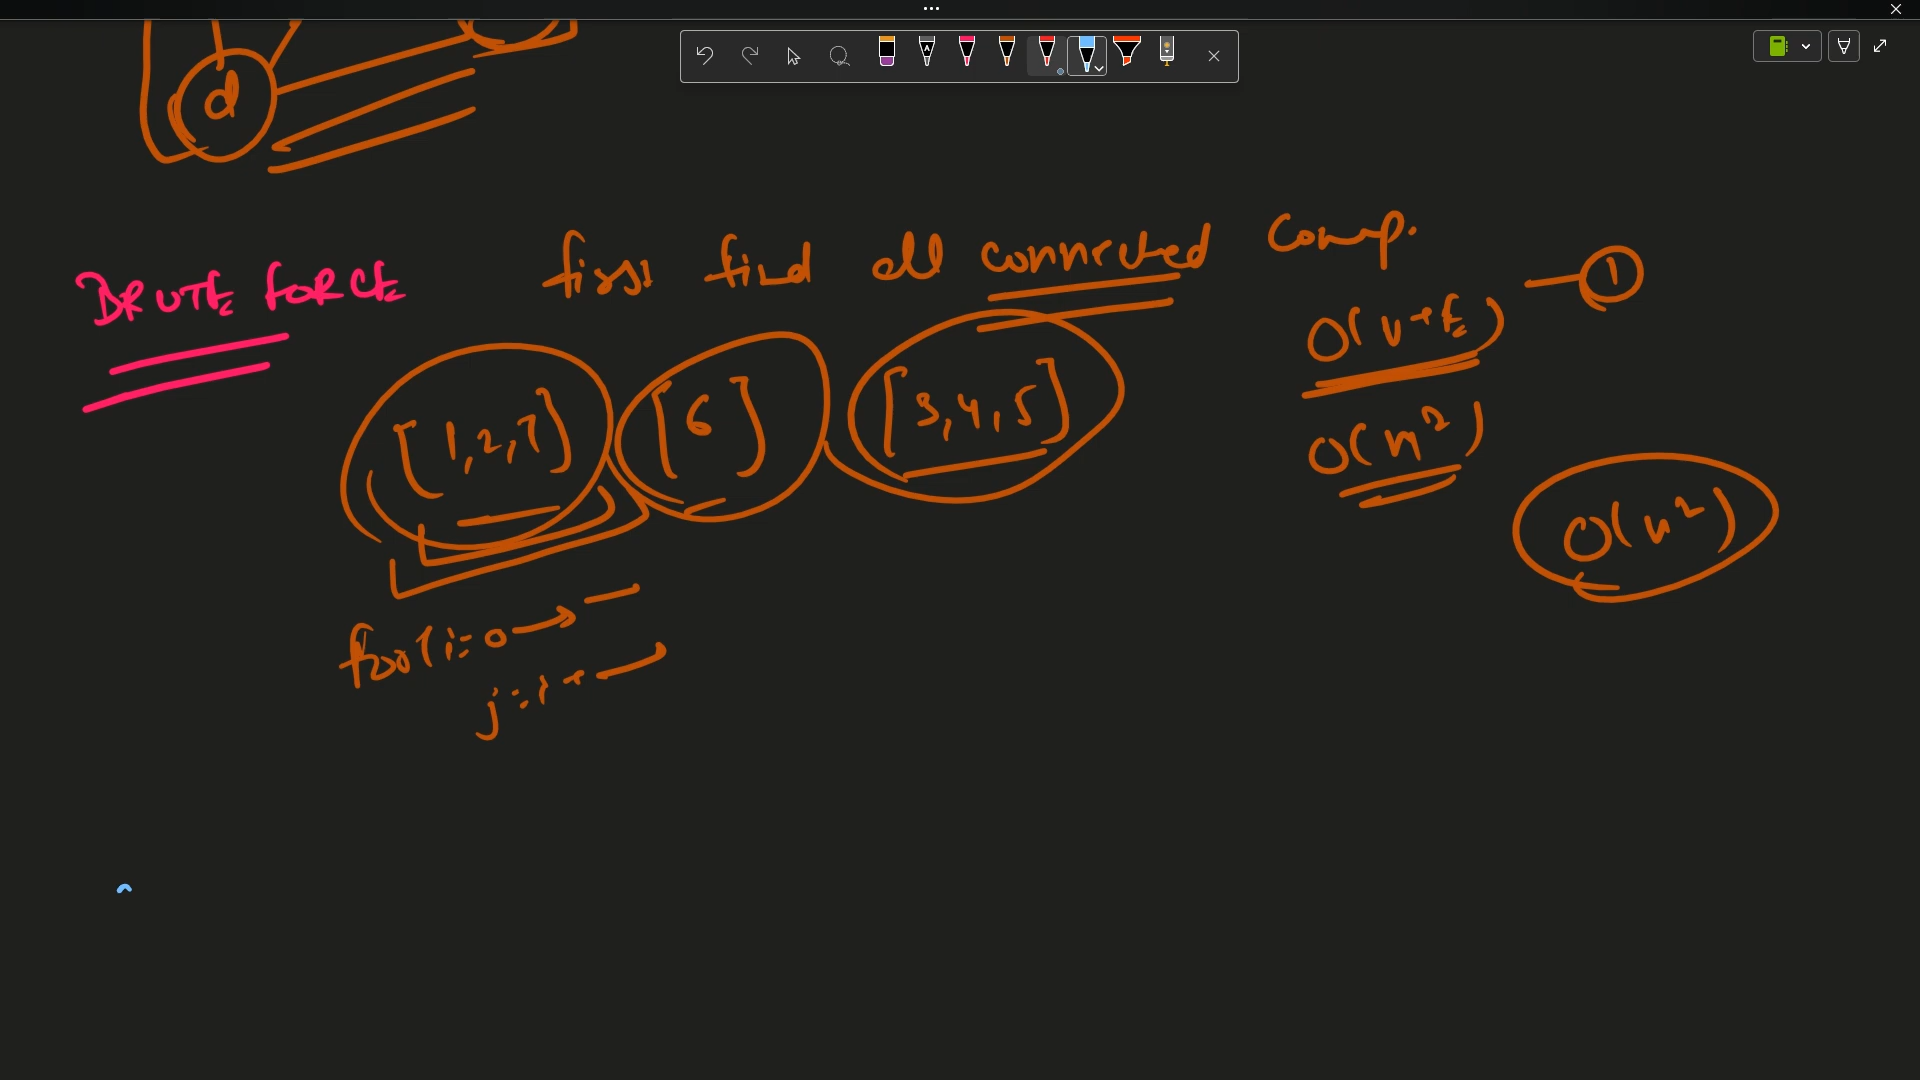 d
BRUTE FORCE first find all connected comp.
1
O(V+E)
[1,2,7] [6] [3,4,5]
O(n²)
O(n²)
for(i=0→
j=i+